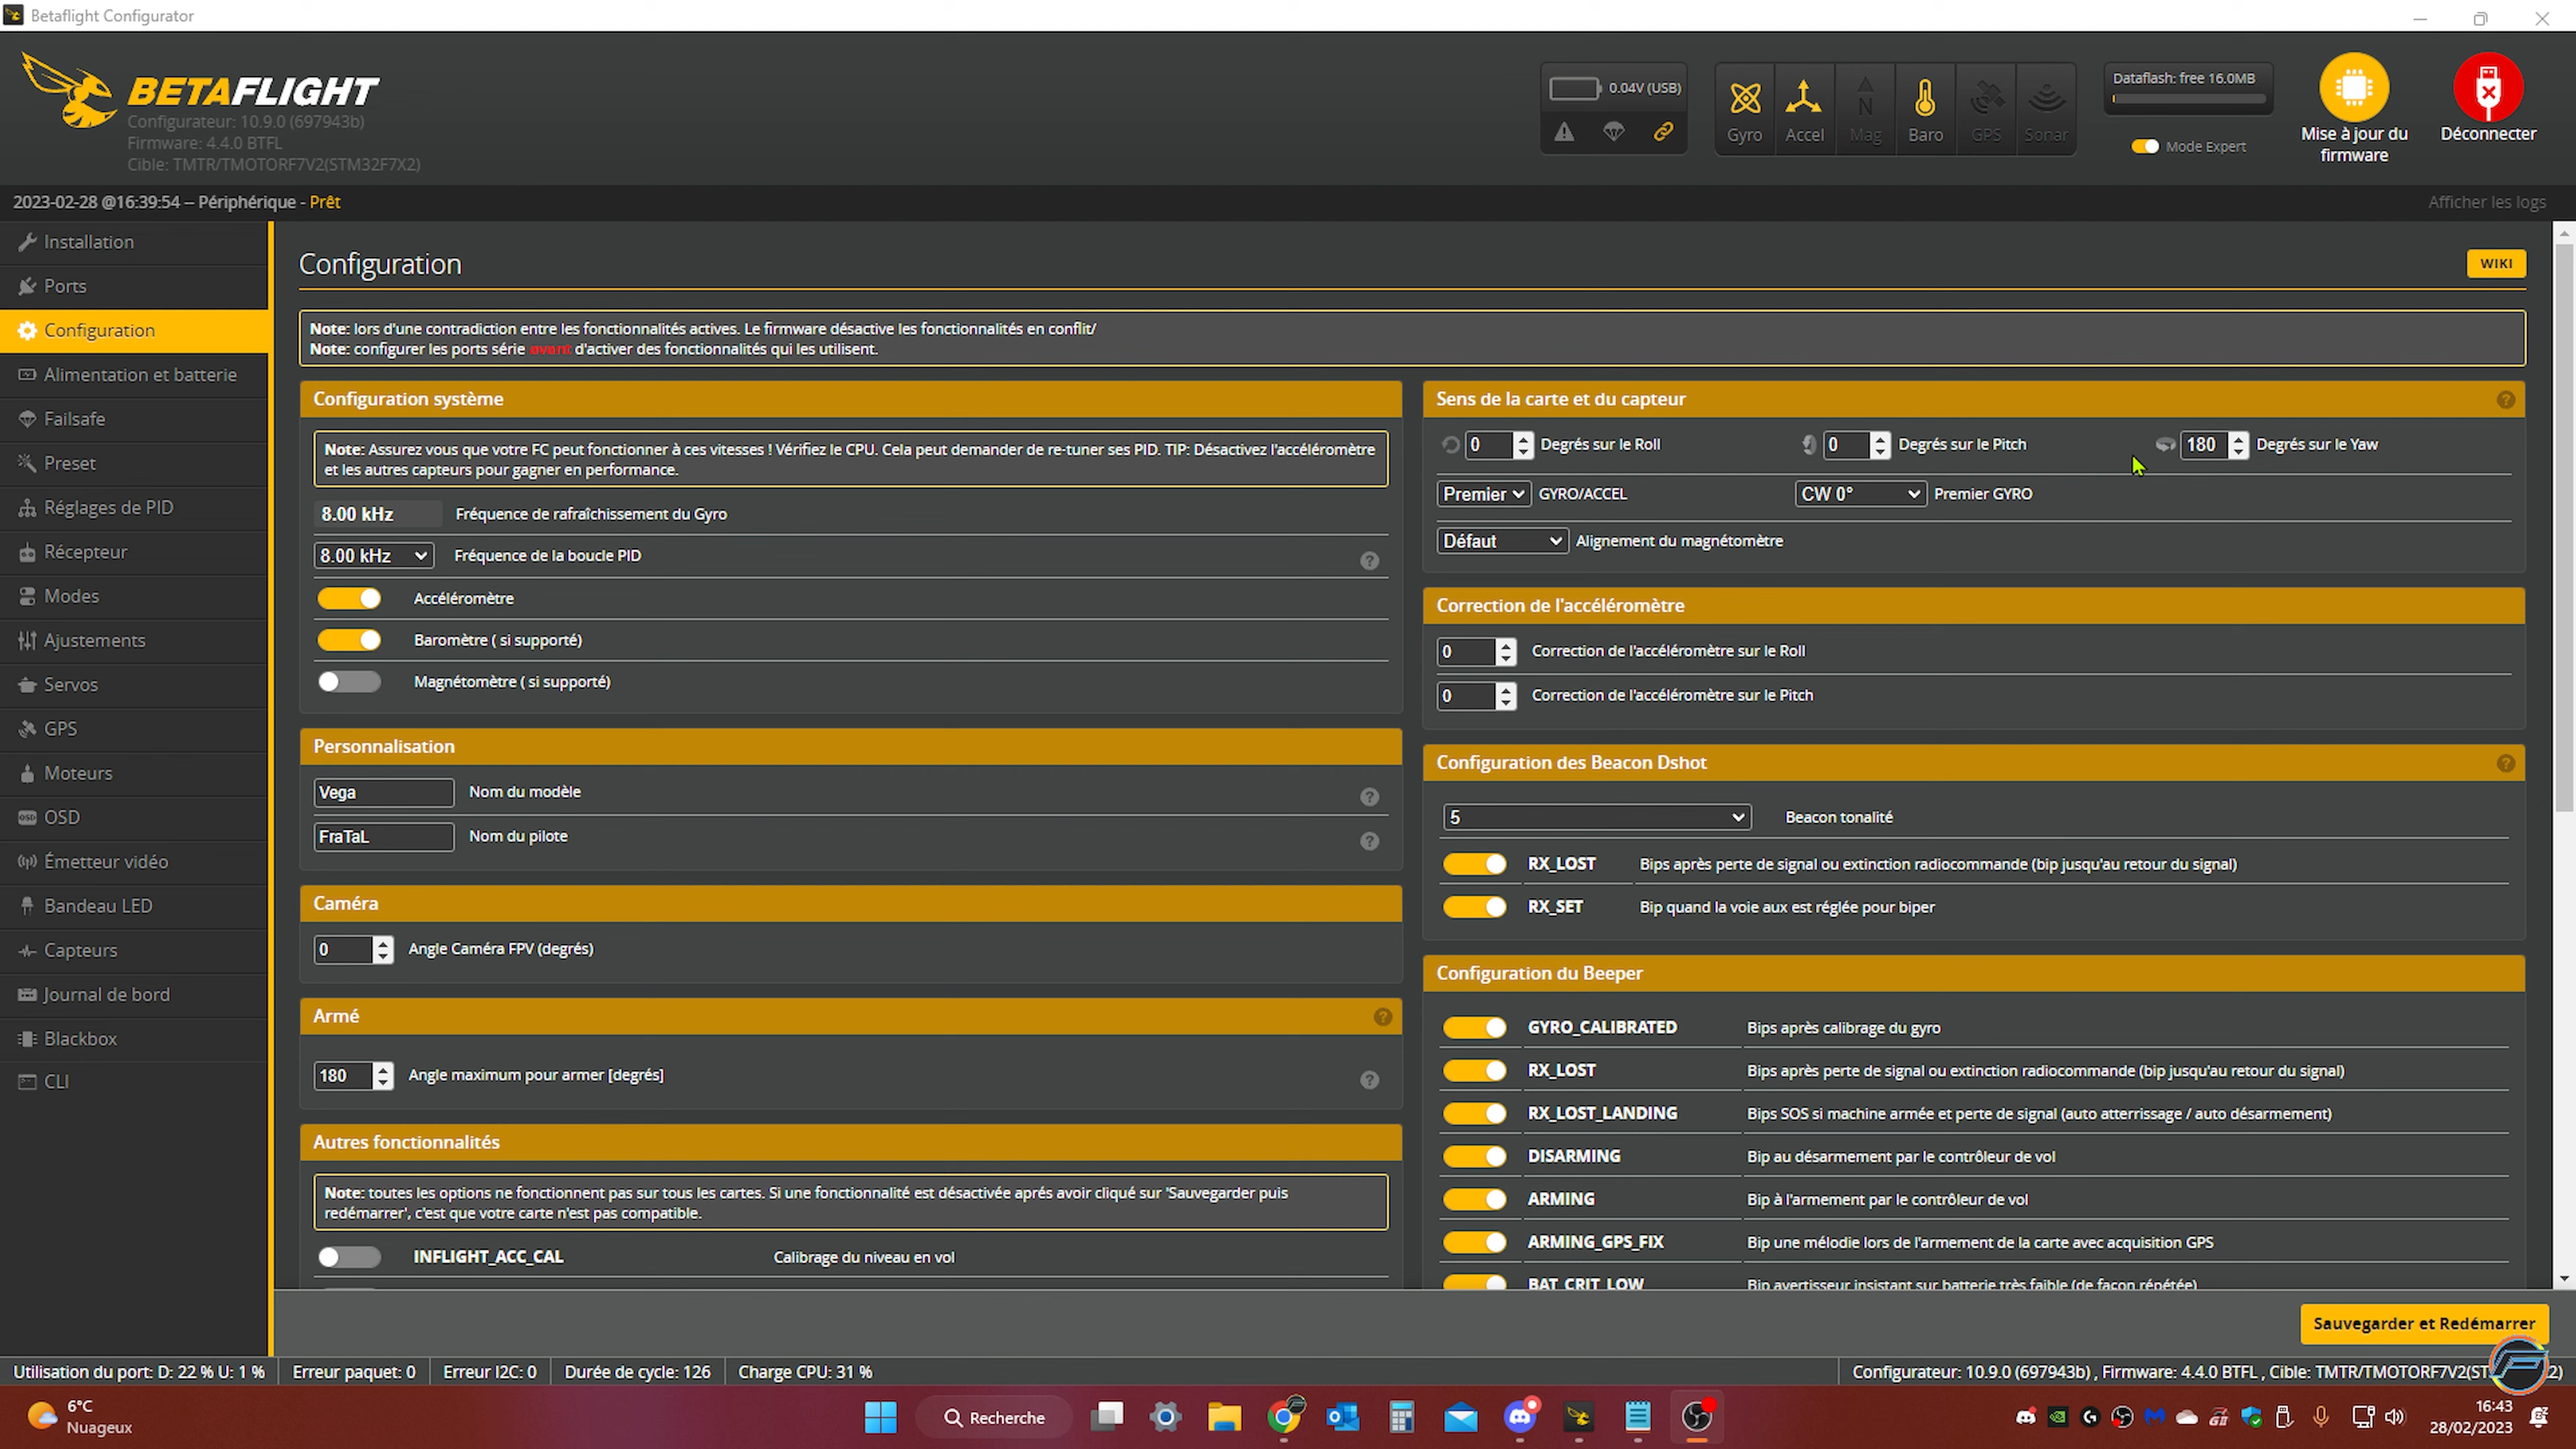 Betaflight Configurator
BETAFLIGHT
Configurateur: 10.9.0 (697943b)
Firmware: 4.4.0 BTFL
Cible: TMTR/TMOTORF7V2(STM32F7X2)
0.04V (USB)
Gyro
Accel
Mag
Baro
GPS
Sonar
Dataflash: free 16.0MB
Mode Expert
Mise à jour du
firmware
Déconnecter
2023-02-28 @16:39:54 -- Périphérique - Prêt
Afficher les logs
Installation
Ports
Configuration
Alimentation et batterie
Failsafe
Preset
Réglages de PID
Récepteur
Modes
Ajustements
Servos
GPS
Moteurs
OSD
Émetteur vidéo
Bandeau LED
Capteurs
Journal de bord
Blackbox
CLI
Configuration
WIKI
Note: lors d'une contradiction entre les fonctionnalités actives. Le firmware désactive les fonctionnalités en conflit/
Note: configurer les ports série avant d'activer des fonctionnalités qui les utilisent.
Configuration système
Note: Assurez vous que votre FC peut fonctionner à ces vitesses ! Vérifiez le CPU. Cela peut demander de re-tuner ses PID. TIP: Désactivez l'accéléromètre
et les autres capteurs pour gagner en performance.
8.00 kHz Fréquence de rafraîchissement du Gyro
8.00 kHz Fréquence de la boucle PID
Accéléromètre
Baromètre ( si supporté)
Magnétomètre ( si supporté)
Personnalisation
Vega Nom du modèle
FraTaL Nom du pilote
Caméra
0 Angle Caméra FPV (degrés)
Armé
180 Angle maximum pour armer [degrés]
Autres fonctionnalités
Note: toutes les options ne fonctionnent pas sur tous les cartes. Si une fonctionnalité est désactivée aprés avoir cliqué sur 'Sauvegarder puis
redémarrer', c'est que votre carte n'est pas compatible.
INFLIGHT_ACC_CAL Calibrage du niveau en vol
Sens de la carte et du capteur
0 Degrés sur le Roll 0 Degrés sur le Pitch 180 Degrés sur le Yaw
Premier GYRO/ACCEL CW 0° Premier GYRO
Défaut Alignement du magnétomètre
Correction de l'accéléromètre
0 Correction de l'accéléromètre sur le Roll
0 Correction de l'accéléromètre sur le Pitch
Configuration des Beacon Dshot
5 Beacon tonalité
RX_LOST Bips après perte de signal ou extinction radiocommande (bip jusqu'au retour du signal)
RX_SET Bip quand la voie aux est réglée pour biper
Configuration du Beeper
GYRO_CALIBRATED Bips après calibrage du gyro
RX_LOST Bips après perte de signal ou extinction radiocommande (bip jusqu'au retour du signal)
RX_LOST_LANDING Bips SOS si machine armée et perte de signal (auto atterrissage / auto désarmement)
DISARMING Bip au désarmement par le contrôleur de vol
ARMING Bip à l'armement par le contrôleur de vol
ARMING_GPS_FIX Bip une mélodie lors de l'armement de la carte avec acquisition GPS
BAT_CRIT_LOW Bip avertisseur insistant sur batterie très faible (de façon répétée)
Sauvegarder et Redémarrer
Utilisation du port: D: 22 % U: 1 % Erreur paquet: 0 Erreur I2C: 0 Durée de cycle: 126 Charge CPU: 31 %
Configurateur: 10.9.0 (697943b) , Firmware: 4.4.0 BTFL , Cible: TMTR/TMOTORF7V2(ST
6°C
Nuageux
Recherche
16:43
28/02/2023